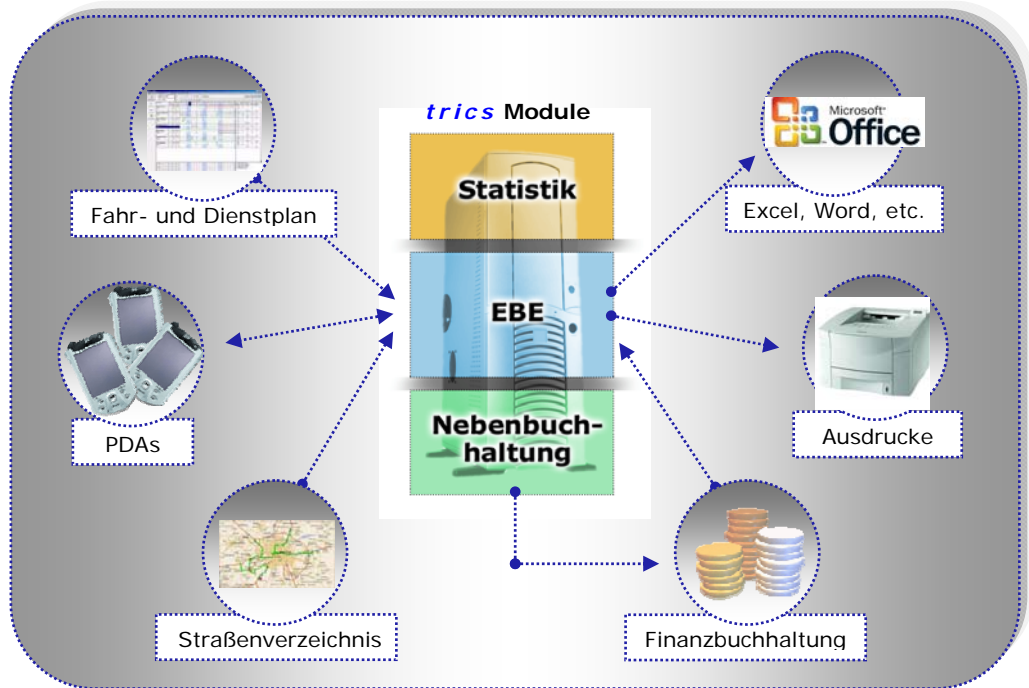 trics Module
Statistik
EBE
Nebenbuch-
haltung
Fahr- und Dienstplan
PDAs
Straßenverzeichnis
Microsoft
Office
Excel, Word, etc.
Ausdrucke
Finanzbuchhaltung